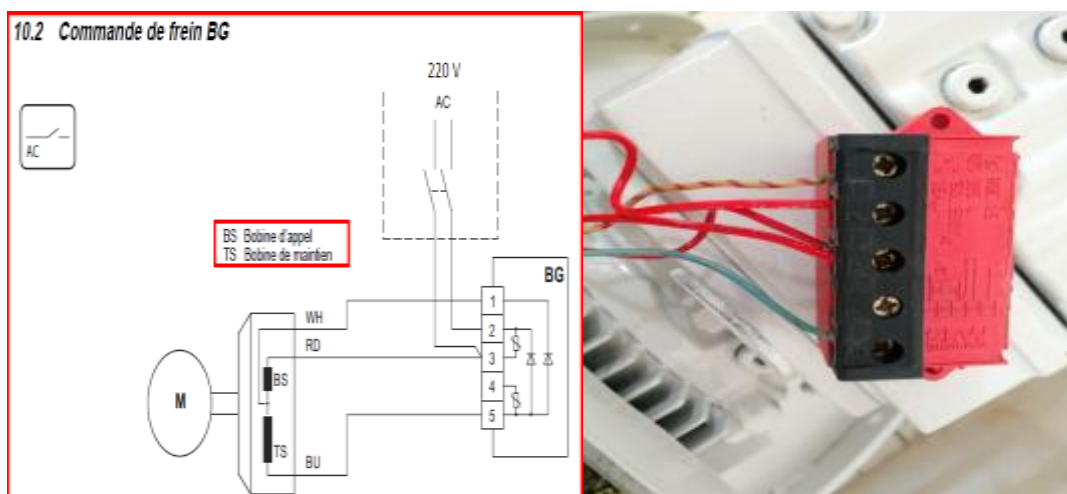 10.2 Commande de frein BG
220 V
AC
AC
BS Bobine d'appel
TS Bobine de maintien
BG
1
WH
2
RD
3
BS
4
M
5
TS
BU